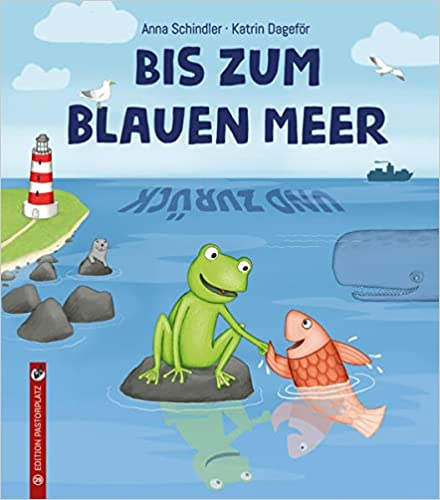 Anna Schindler · Katrin Dageför
BIS ZUM
BLAUEN MEER
UND ZURÜCK
EDITION PASTORPLATZ